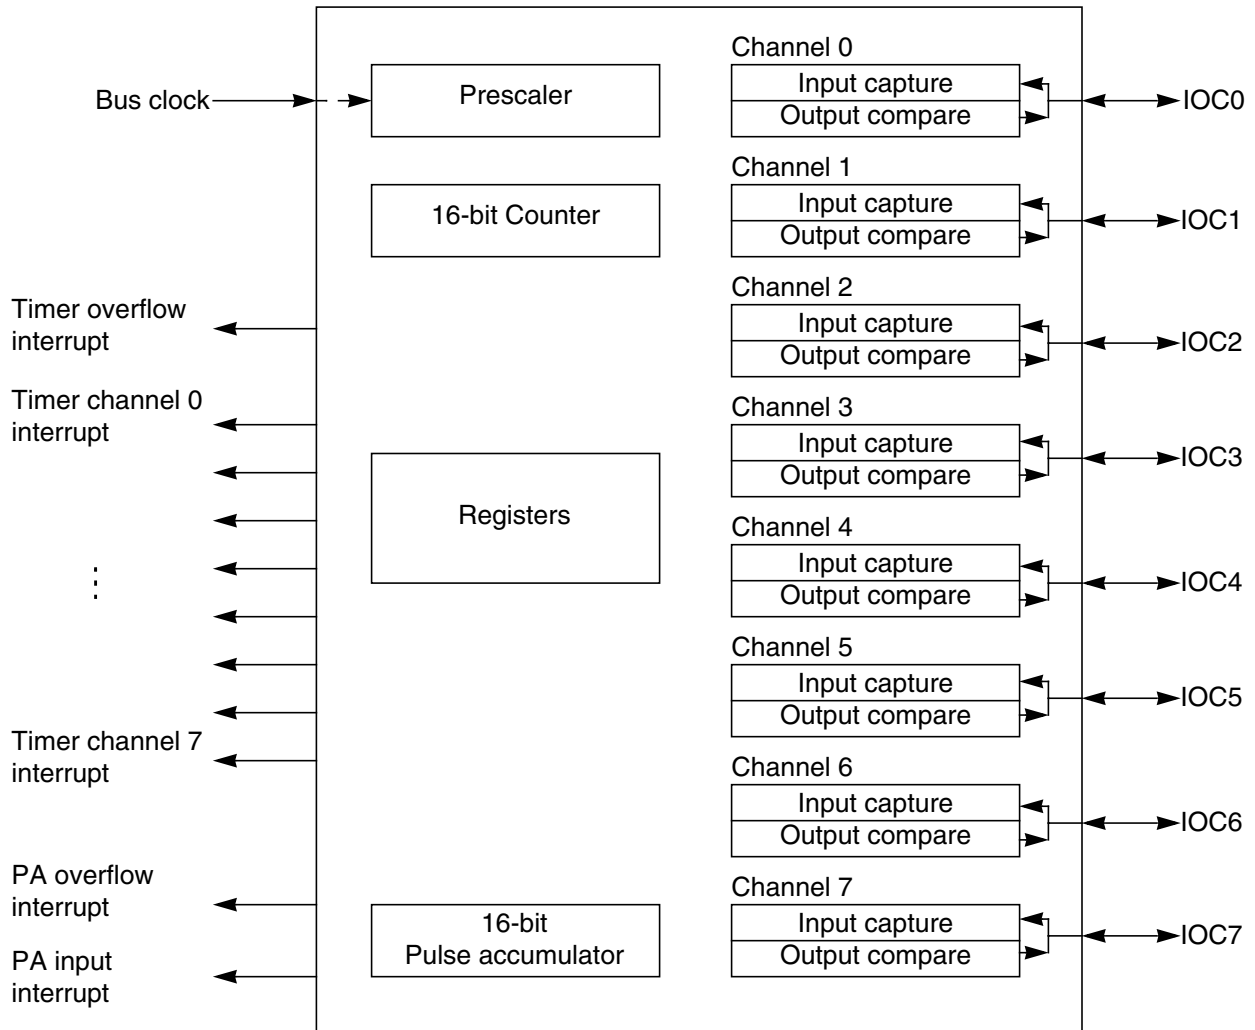 Bus clock
Timer overflow
interrupt
Timer channel 0
interrupt
Timer channel 7
interrupt
PA overflow
interrupt
PA input
interrupt
Prescaler
16-bit Counter
Registers
16-bit
Pulse accumulator
Channel 0
Input capture
Output compare
IOC0
Channel 1
Input capture
Output compare
IOC1
Channel 2
Input capture
Output compare
IOC2
Channel 3
Input capture
Output compare
IOC3
Channel 4
Input capture
Output compare
IOC4
Channel 5
Input capture
Output compare
IOC5
Channel 6
Input capture
Output compare
IOC6
Channel 7
Input capture
Output compare
IOC7